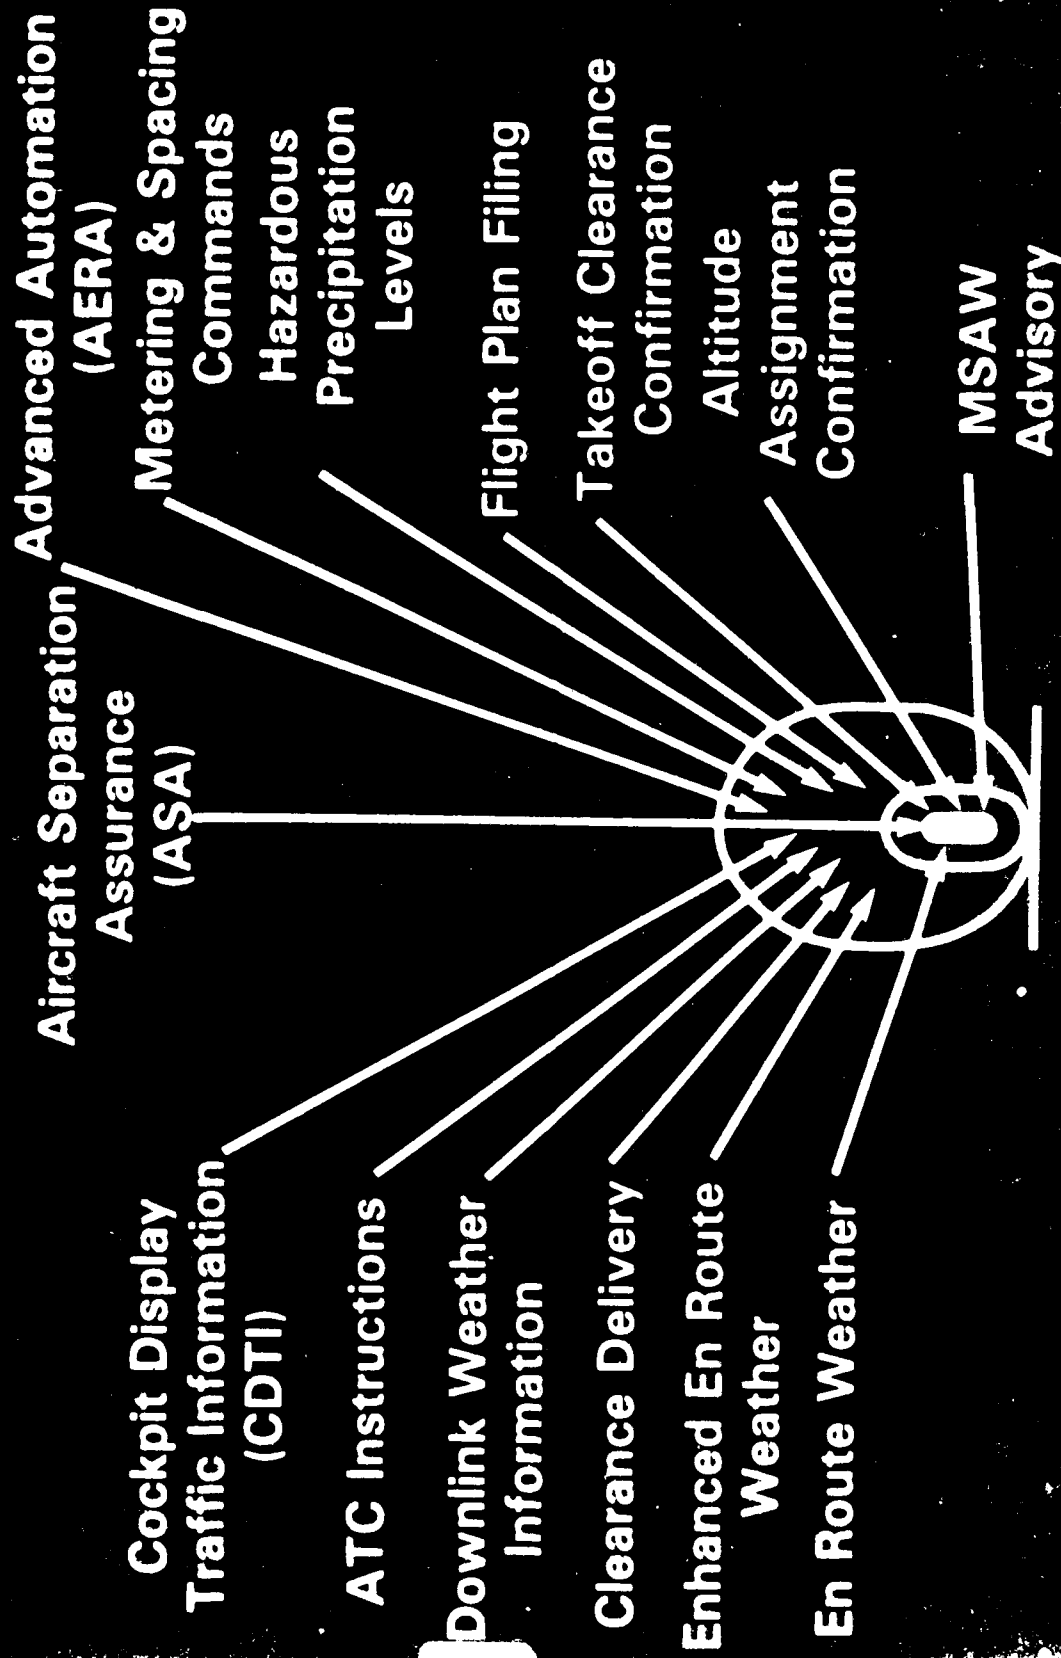 Aircraft Separation
Assurance
(ASA)
Advanced Automation
(AERA)
Metering & Spacing
Commands
Hazardous
Precipitation
Levels
Flight Plan Filing
Takeoff Clearance
Confirmation
Altitude
Assignment
Confirmation
MSAW
Advisory
Cockpit Display
Traffic Information
(CDTI)
ATC Instructions
Downlink Weather
Information
Clearance Delivery
Enhanced En Route
Weather
En Route Weather